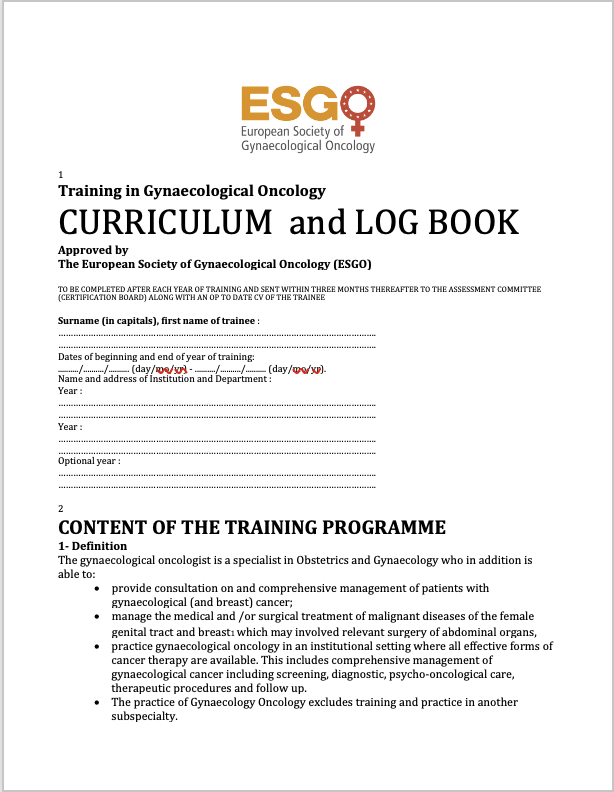 ESGO
European Society of
Gynaecological Oncology
1
Training in Gynaecological Oncology
CURRICULUM and LOG BOOK
Approved by
The European Society of Gynaecological Oncology (ESGO)
TO BE COMPLETED AFTER EACH YEAR OF TRAINING AND SENT WITHIN THREE MONTHS THEREAFTER TO THE ASSESSMENT COMMITTEE
(CERTIFICATION BOARD) ALONG WITH AN OP TO DATE CV OF THE TRAINEE
Surname (in capitals), first name of trainee :
................................................................................................
................................................................................................
Dates of beginning and end of year of training:
........./........./......... (day/mo/yr) - ........./........./......... (day/mo/yr).
Name and address of Institution and Department :
Year :
................................................................................................
................................................................................................
Year :
................................................................................................
................................................................................................
Optional year :
................................................................................................
................................................................................................
2
CONTENT OF THE TRAINING PROGRAMME
1- Definition
The gynaecological oncologist is a specialist in Obstetrics and Gynaecology who in addition is
able to:
• provide consultation on and comprehensive management of patients with
gynaecological (and breast) cancer;
• manage the medical and /or surgical treatment of malignant diseases of the female
genital tract and breast1 which may involved relevant surgery of abdominal organs,
• practice gynaecological oncology in an institutional setting where all effective forms of
cancer therapy are available. This includes comprehensive management of
gynaecological cancer including screening, diagnostic, psycho-oncological care,
therapeutic procedures and follow up.
• The practice of Gynaecology Oncology excludes training and practice in another
subspecialty.